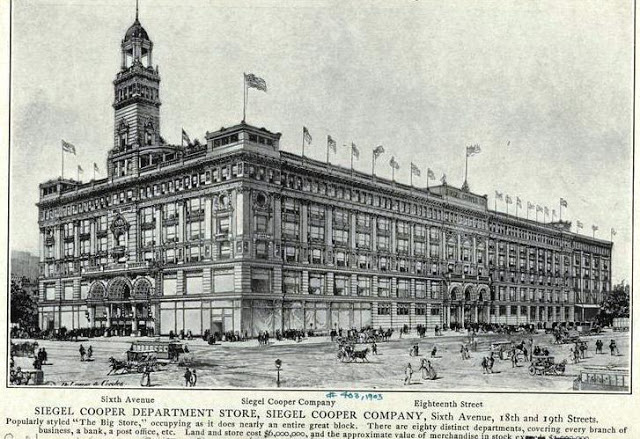 Sixth Avenue Siegel Cooper Company # 403, 1903 Eighteenth Street
SIEGEL COOPER DEPARTMENT STORE, SIEGEL COOPER COMPANY, Sixth Avenue, 18th and 19th Streets.
Popularly styled "The Big Store," occupying as it does nearly an entire great block. There are eighty distinct departments, covering every branch of
business, a bank, a post office, etc. Land and store cost $6,000,000, and the approximate value of merchandise in stock